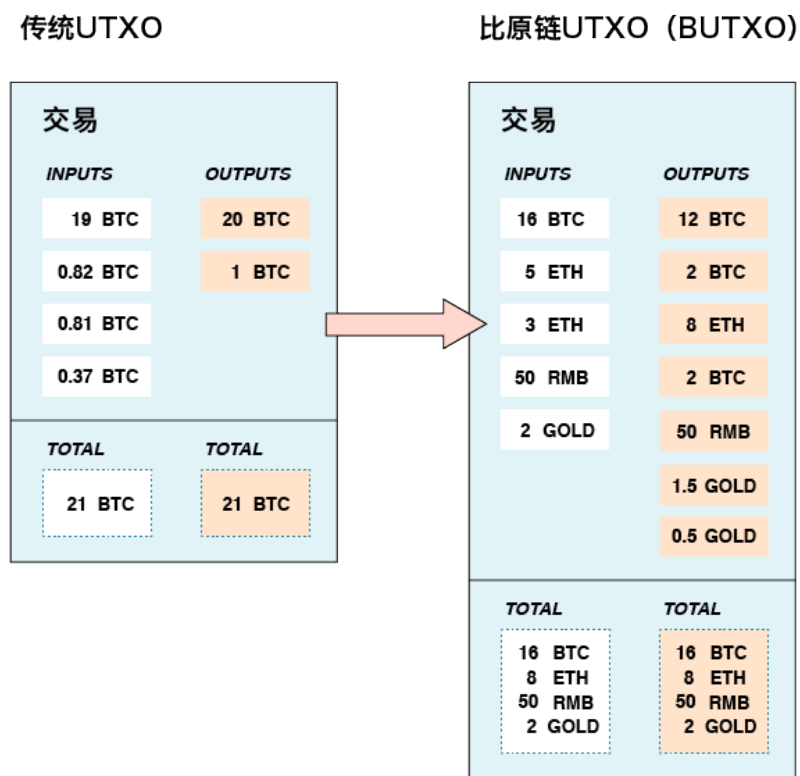 传统UTXO
交易
INPUTS
19 BTC
0.82 BTC
0.81 BTC
0.37 BTC
OUTPUTS
20 BTC
1 BTC
TOTAL
21 BTC
TOTAL
21 BTC
比原链UTXO（BUTXO）
交易
INPUTS
16 BTC
5 ETH
3 ETH
50 RMB
2 GOLD
OUTPUTS
12 BTC
2 BTC
8 ETH
2 BTC
50 RMB
1.5 GOLD
0.5 GOLD
TOTAL
16 BTC
8 ETH
50 RMB
2 GOLD
TOTAL
16 BTC
8 ETH
50 RMB
2 GOLD